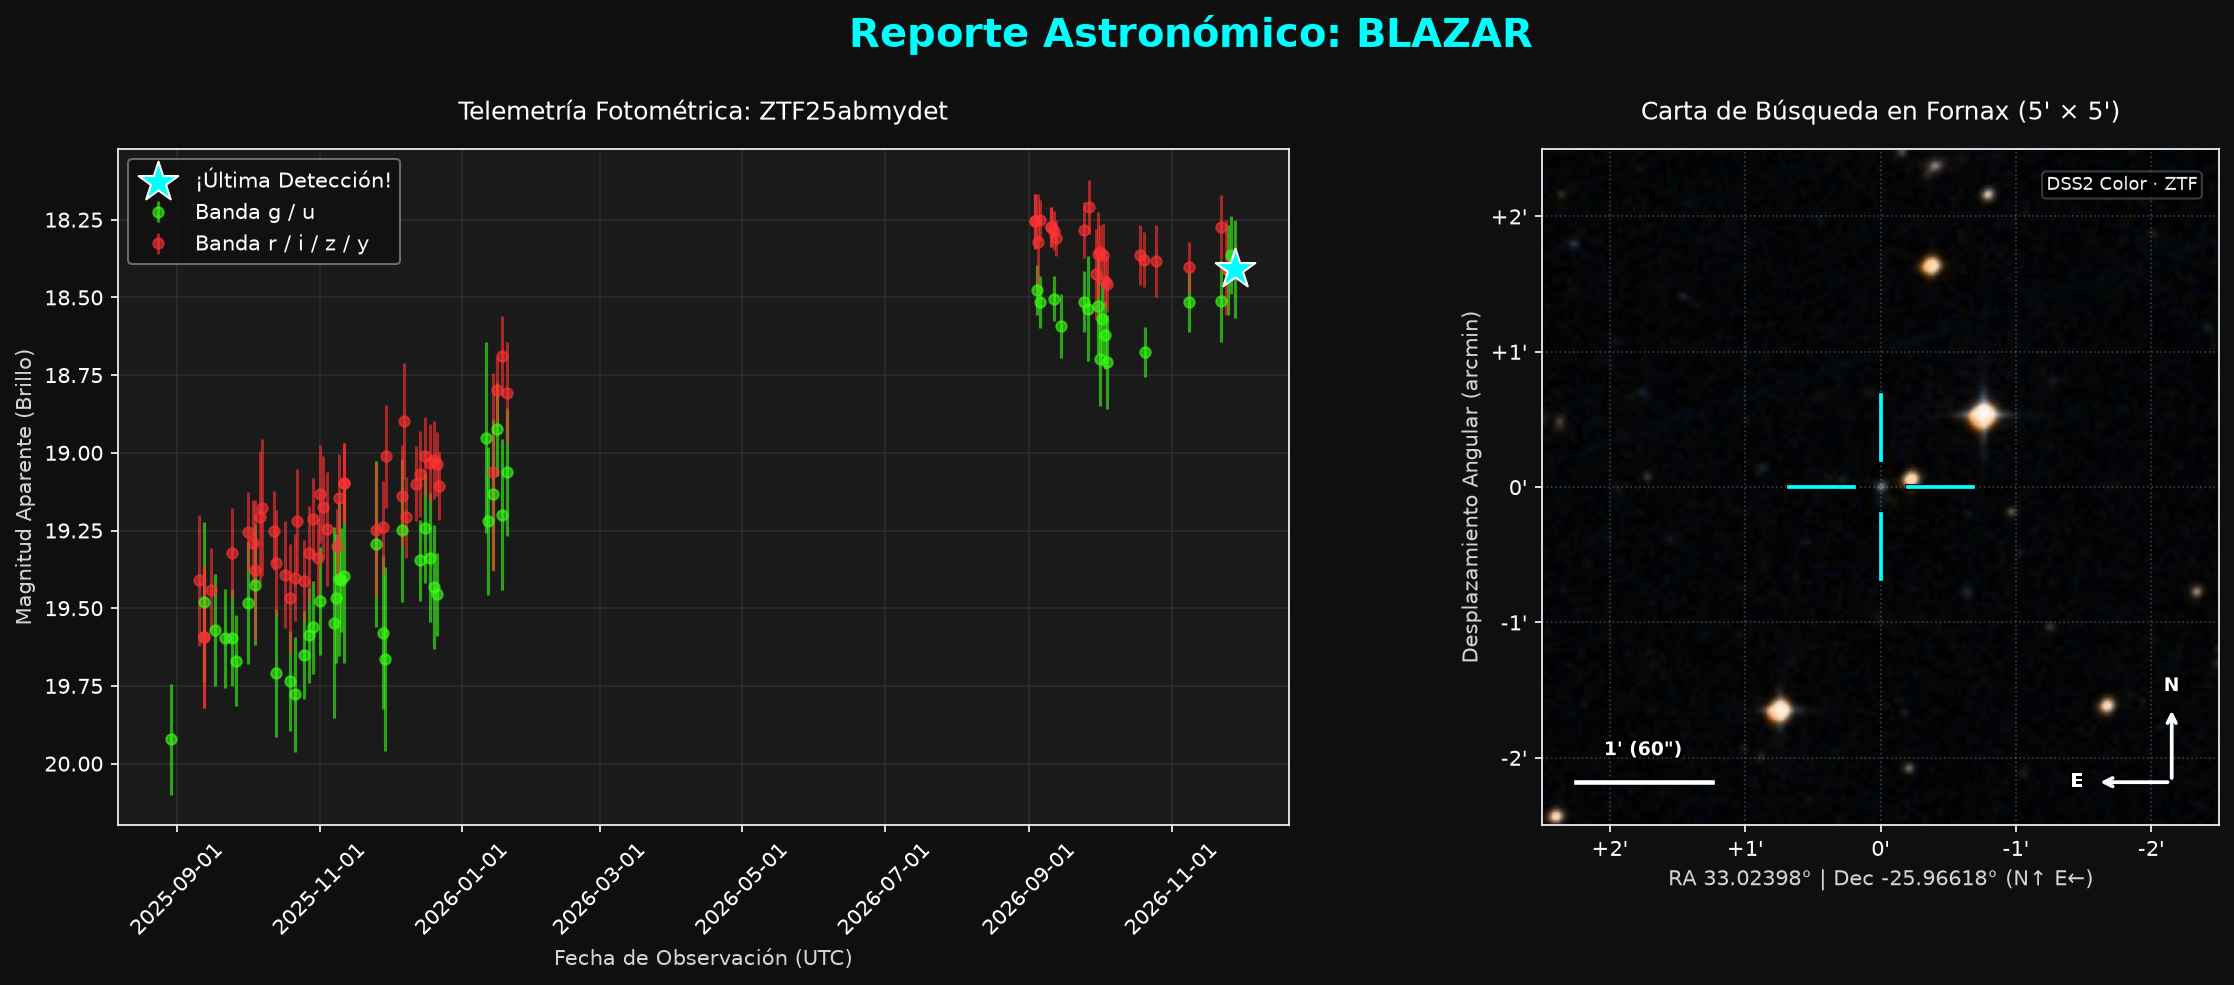 Reporte Astronómico: BLAZAR
Telemetría Fotométrica: ZTF25abmydet
¡Última Detección!
Banda g / u
Banda r / i / z / y
Magnitud Aparente (Brillo)
18.25
18.50
18.75
19.00
19.25
19.50
19.75
20.00
2025-09-01
2025-11-01
2026-01-01
2026-03-01
2026-05-01
2026-07-01
2026-09-01
2026-11-01
Fecha de Observación (UTC)
Carta de Búsqueda en Fornax (5' × 5')
DSS2 Color · ZTF
Desplazamiento Angular (arcmin)
+2'
+1'
0'
-1'
-2'
N
E
1' (60")
+2'
+1'
0'
-1'
-2'
RA 33.02398° | Dec -25.96618° (N↑ E←)